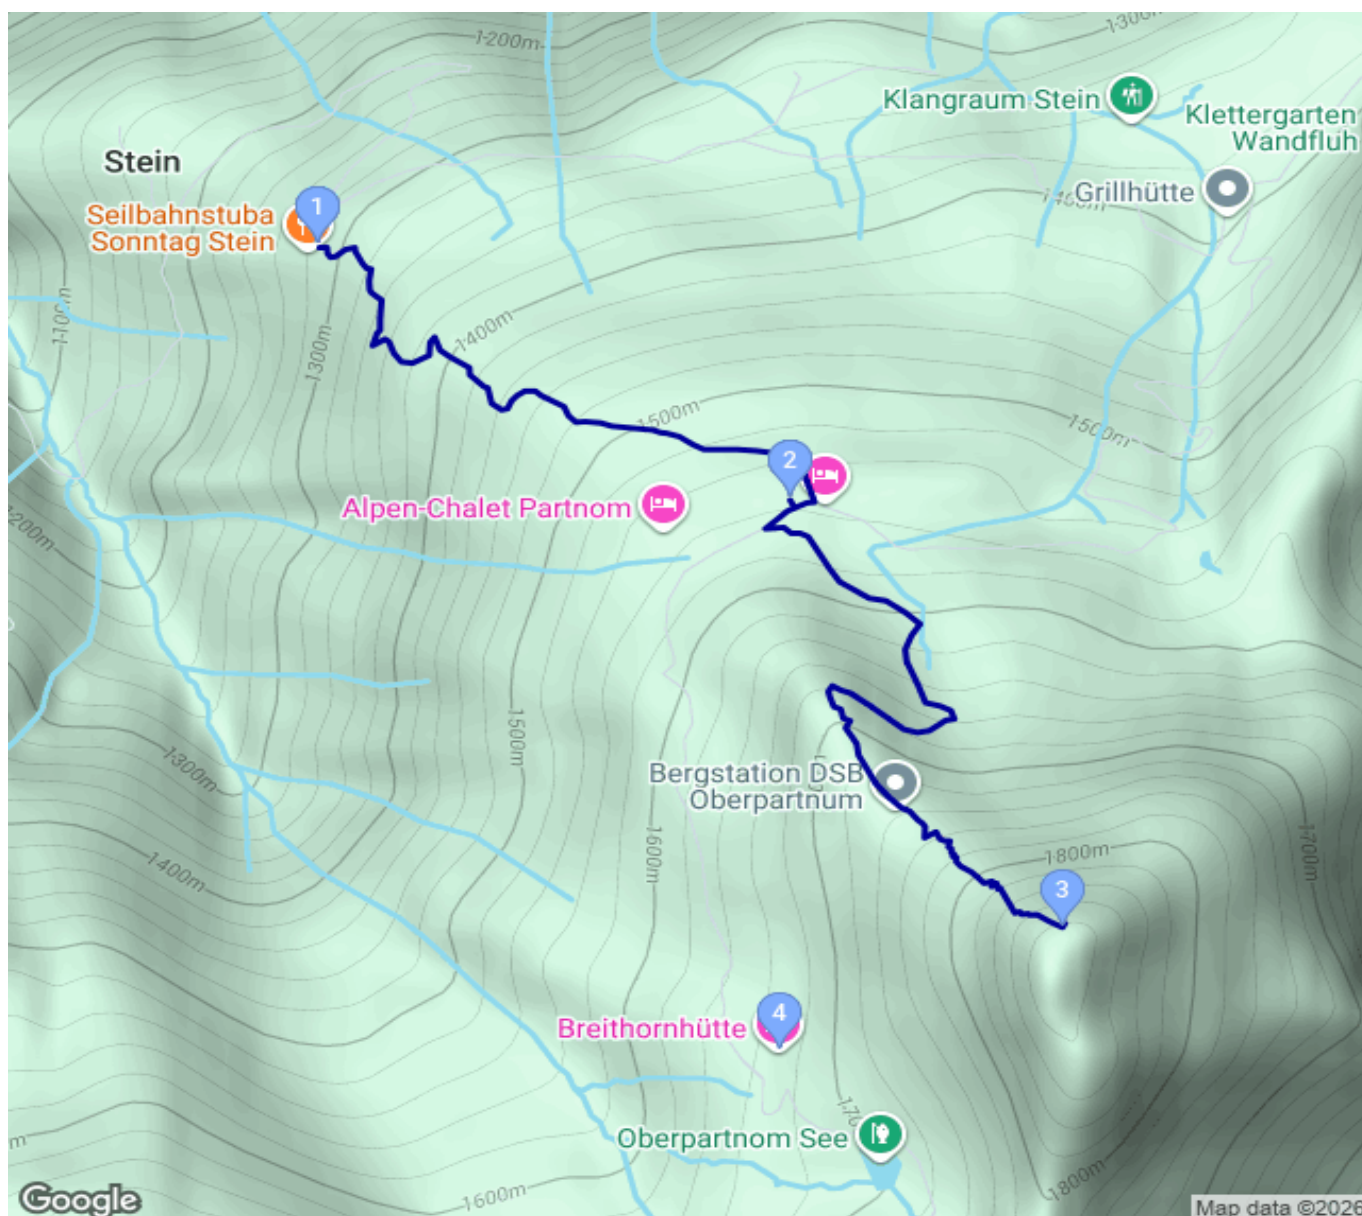 1200m
1300m
Klangraum Stein
Klettergarten
Wandfluh
Stein
1
Grillhütte
Seilbahnstuba
Sonntag Stein
1100m
1300m
1400m
1500m
1500m
2
Alpen-Chalet Partnom
1200m
1500m
1300m
Bergstation DSB
Oberpartnum
1600m
1700m
1400m
1800m
3
4
Breithornhütte
Oberpartnom See
1600m
1800m
Google
Map data ©2026